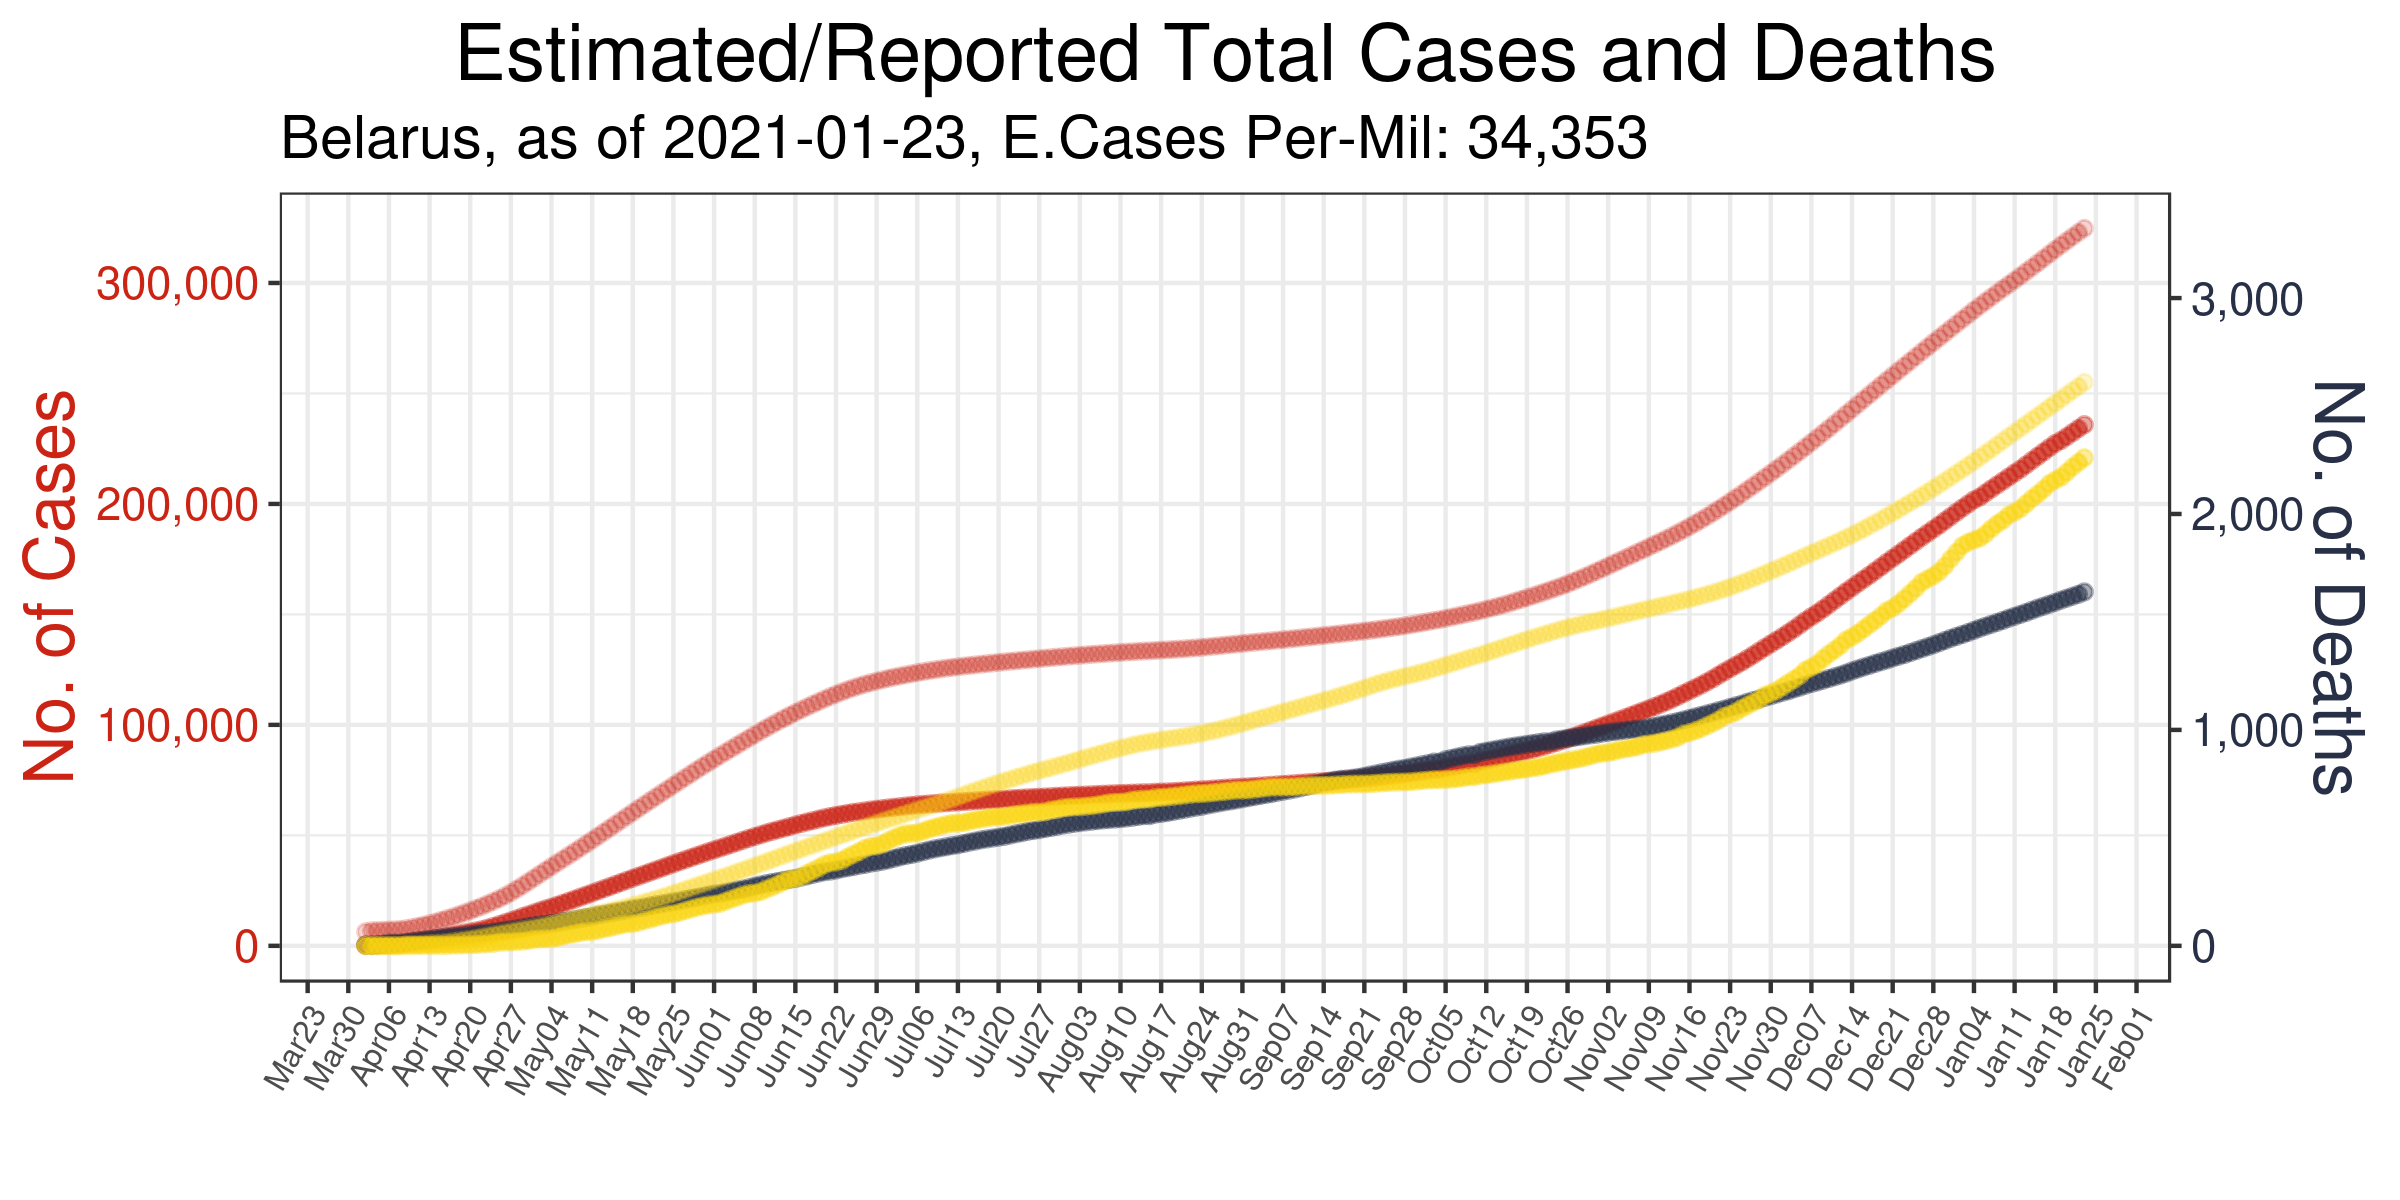 Estimated/Reported Total Cases and Deaths
Belarus, as of 2021-01-23, E.Cases Per-Mil: 34,353
No. of Cases
300,000
200,000
100,000
0
No. of Deaths
3,000
2,000
1,000
0
Mar23
Mar30
Apr06
Apr13
Apr20
Apr27
May04
May11
May18
May25
Jun01
Jun08
Jun15
Jun22
Jun29
Jul06
Jul13
Jul20
Jul27
Aug03
Aug10
Aug17
Aug24
Aug31
Sep07
Sep14
Sep21
Sep28
Oct05
Oct12
Oct19
Oct26
Nov02
Nov09
Nov16
Nov23
Nov30
Dec07
Dec14
Dec21
Dec28
Jan04
Jan11
Jan18
Jan25
Feb01